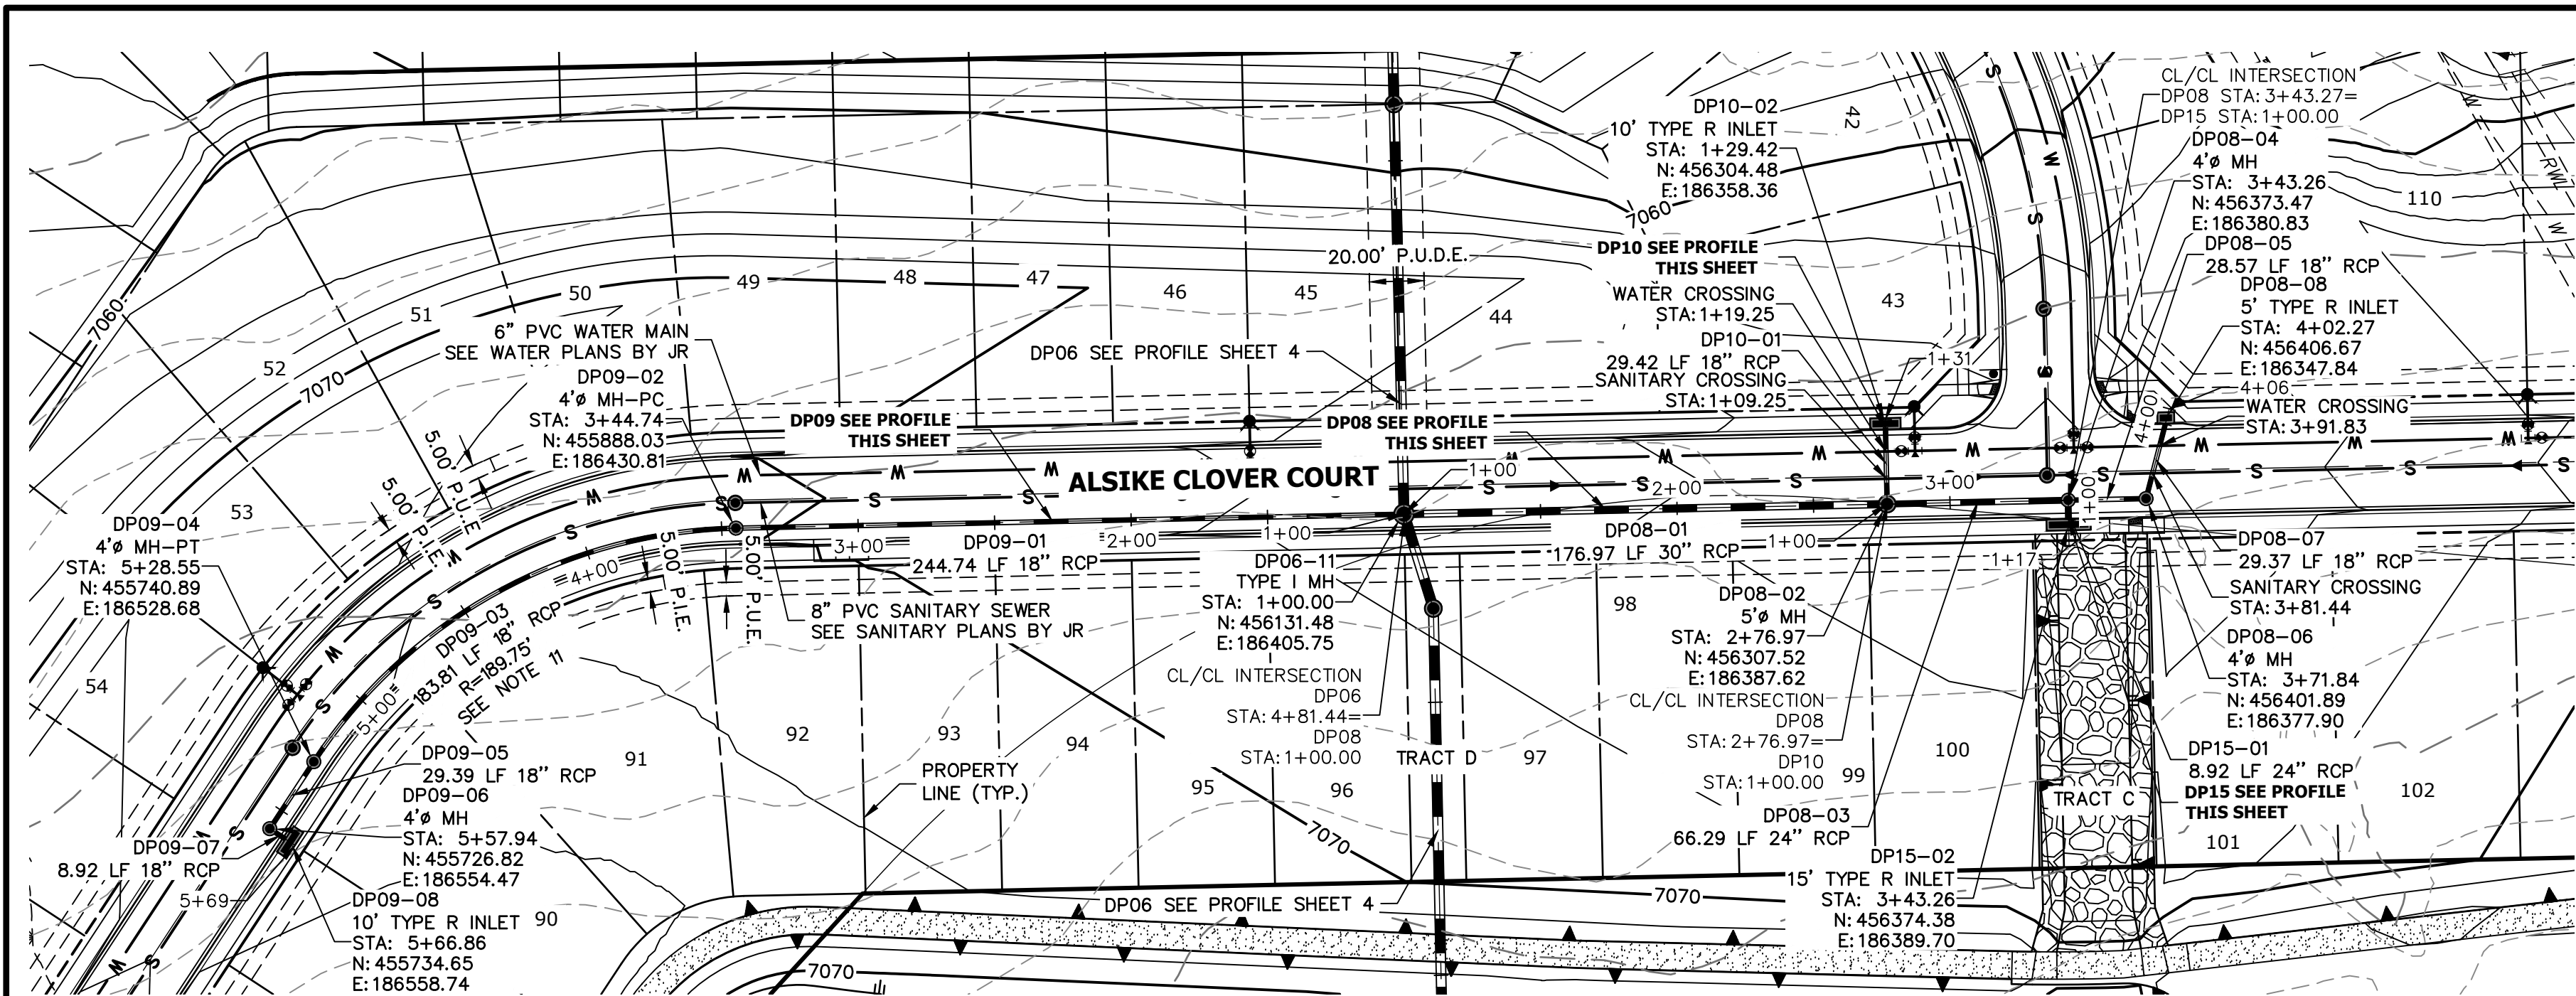 DP10-02
10' TYPE R INLET
STA: 1+29.42
N: 456304.48
E: 186358.36
7060
42
S
W
S
S
CL/CL INTERSECTION
DP08 STA: 3+43.27=
DP15 STA: 1+00.00
DP08-04
4'ø MH
STA: 3+43.26
N: 456373.47
E: 186380.83
DP08-05
28.57 LF 18" RCP
DP08-08
5' TYPE R INLET
STA: 4+02.27
N: 456406.67
E: 186347.84
4+06
WATER CROSSING
STA: 3+91.83
W
RWL
W
110
20.00' P.U.D.E.
DP10 SEE PROFILE
THIS SHEET
WATER CROSSING
STA: 1+19.25
DP10-01
29.42 LF 18" RCP
SANITARY CROSSING
STA: 1+09.25
1+31
43
44
45
46
47
48
49
50
51
52
53
54
7060
7070
6" PVC WATER MAIN
SEE WATER PLANS BY JR
DP09-02
4'ø MH-PC
STA: 3+44.74
N: 455888.03
E: 186430.81
DP06 SEE PROFILE SHEET 4
DP09 SEE PROFILE
THIS SHEET
DP08 SEE PROFILE
THIS SHEET
ALSIKE CLOVER COURT
1+00
2+00
3+00
4+00
1+00
W
W
W
W
W
W
W
W
S
S
S
S
S
S
S
S
S
5.00' P.U.E
5.00' P.I.E.
5.00' P.I.E.
5.00' P.U.E.
DP09-04
4'ø MH-PT
STA: 5+28.55
N: 455740.89
E: 186528.68
4+00
3+00
DP09-01
244.74 LF 18" RCP
2+00
1+00
DP08-01
176.97 LF 30" RCP
1+00
1+17
DP09-03
183.81 LF 18" RCP
R=189.75'
SEE NOTE 11
5+00
8" PVC SANITARY SEWER
SEE SANITARY PLANS BY JR
DP06-11
TYPE I MH
STA: 1+00.00
N: 456131.48
E: 186405.75
CL/CL INTERSECTION
DP06
STA: 4+81.44=
DP08
STA: 1+00.00
DP08-02
5'ø MH
STA: 2+76.97
N: 456307.52
E: 186387.62
CL/CL INTERSECTION
DP08
STA: 2+76.97=
DP10
STA: 1+00.00
DP08-03
66.29 LF 24" RCP
DP15-02
15' TYPE R INLET
STA: 3+43.26
N: 456374.38
E: 186389.70
DP08-07
29.37 LF 18" RCP
SANITARY CROSSING
STA: 3+81.44
DP08-06
4'ø MH
STA: 3+71.84
N: 456401.89
E: 186377.90
DP15-01
8.92 LF 24" RCP
DP15 SEE PROFILE
THIS SHEET
TRACT C
TRACT D
PROPERTY
LINE (TYP.)
90
91
92
93
94
95
96
97
98
99
100
101
102
DP09-05
29.39 LF 18" RCP
DP09-06
4'ø MH
STA: 5+57.94
N: 455726.82
E: 186554.47
DP09-07
8.92 LF 18" RCP
5+69
DP09-08
10' TYPE R INLET
STA: 5+66.86
N: 455734.65
E: 186558.74
DP06 SEE PROFILE SHEET 4
7070
7070
7070
W
W
S
S
S
W
W
S